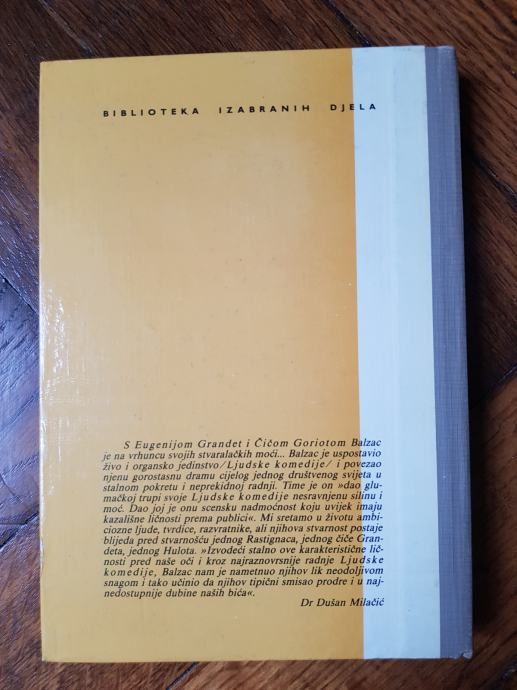 BIBLIOTEKA IZABRANIH DJELA
S Eugenijom Grandet i Čičom Goriotom Balzac
je na vrhuncu svojih stvaralačkih moći... Balzac je uspostavio
živo i organsko jedinstvo /Ljudske komedije/ i povezao
njenu gorostasnu dramu cijelog jednog društvenog svijeta u
stalnom pokretu i neprekidnoj radnji. Time je on »dao glu-
mačkoj trupi svoje Ljudske komedije nesravnjenu silinu i
moć. Dao joj je onu scensku nadmoćnost koju uvijek imaju
kazališne ličnosti prema publici«. Mi sretamo u životu ambi-
ciozne ljude, tvrdice, razvratnike, ali njihova stvarnost postaje
blijeda pred stvarnošću jednog Rastignaca, jednog čiče Gran-
deta, jednog Hulota. »Izvodeći stalno ove karakteristične lič-
nosti pred naše oči i kroz najraznovrsnije radnje Ljudske
komedije, Balzac nam je nametnuo njihov lik neodoljivom
snagom i tako učinio da njihov tipični smisao prodre i u naj-
nedostupnije dubine naših bića«.
Dr Dušan Milačić